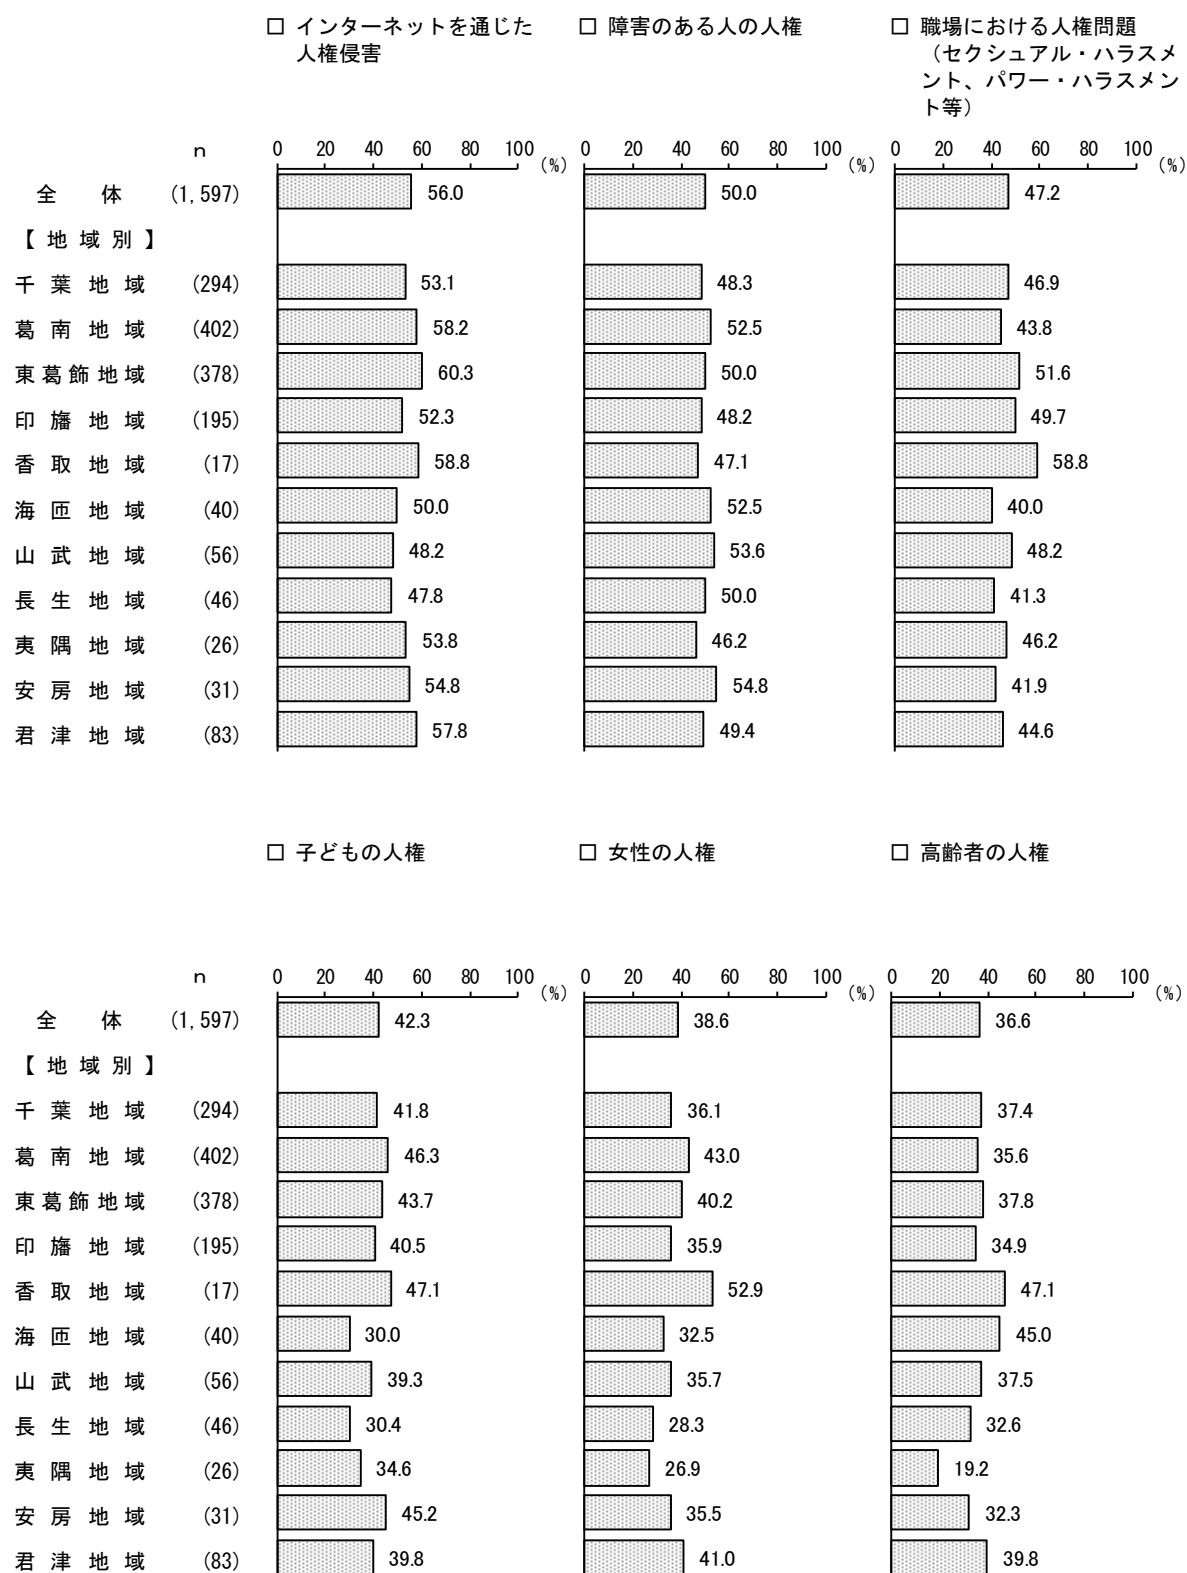 □ インターネットを通じた人権侵害
□ 障害のある人の人権
□ 職場における人権問題
（セクシュアル・ハラスメ
ント、パワー・ハラスメン
ト等）
n 0 20 40 60 80 100 (%) 0 20 40 60 80 100 (%) 0 20 40 60 80 100 (%)
全体 (1,597) 56.0 50.0 47.2
【地域別】
千葉地域 (294) 53.1 48.3 46.9
葛南地域 (402) 58.2 52.5 43.8
東葛飾地域 (378) 60.3 50.0 51.6
印旛地域 (195) 52.3 48.2 49.7
香取地域 (17) 58.8 47.1 58.8
海匝地域 (40) 50.0 52.5 40.0
山武地域 (56) 48.2 53.6 48.2
長生地域 (46) 47.8 50.0 41.3
夷隅地域 (26) 53.8 46.2 46.2
安房地域 (31) 54.8 54.8 41.9
君津地域 (83) 57.8 49.4 44.6
□ 子どもの人権 □ 女性の人権 □ 高齢者の人権
n 0 20 40 60 80 100 (%) 0 20 40 60 80 100 (%) 0 20 40 60 80 100 (%)
全体 (1,597) 42.3 38.6 36.6
【地域別】
千葉地域 (294) 41.8 36.1 37.4
葛南地域 (402) 46.3 43.0 35.6
東葛飾地域 (378) 43.7 40.2 37.8
印旛地域 (195) 40.5 35.9 34.9
香取地域 (17) 47.1 52.9 47.1
海匝地域 (40) 30.0 32.5 45.0
山武地域 (56) 39.3 35.7 37.5
長生地域 (46) 30.4 28.3 32.6
夷隅地域 (26) 34.6 26.9 19.2
安房地域 (31) 45.2 35.5 32.3
君津地域 (83) 39.8 41.0 39.8